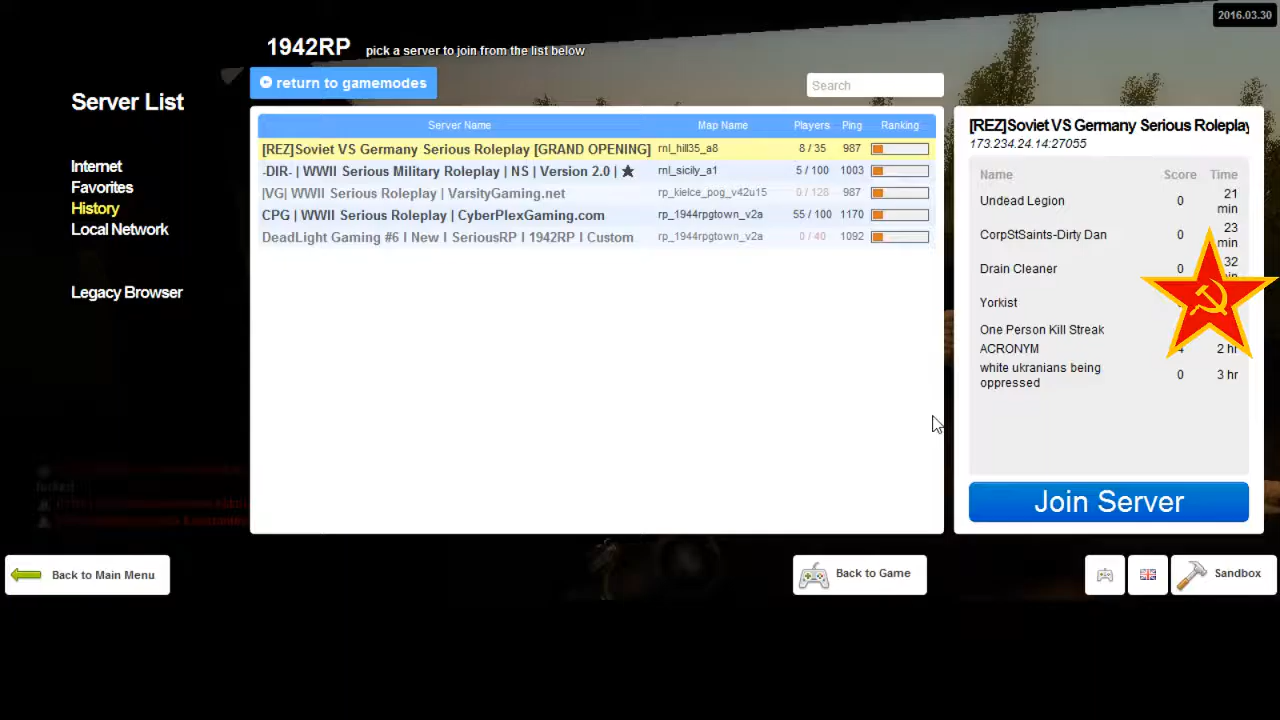 2016.03.30
1942RP pick a server to join from the list below
return to gamemodes
Search
Server List
Internet
Favorites
History
Local Network
Legacy Browser
Server Name Map Name Players Ping Ranking
[REZ]Soviet VS Germany Serious Roleplay [GRAND OPENING] rnl_hill35_a8 8 / 35 987
-DIR- | WWII Serious Military Roleplay | NS | Version 2.0 | ★ rnl_sicily_a1 5 / 100 1003
|VG| WWII Serious Roleplay | VarsityGaming.net rp_kielce_pog_v42u15 0 / 128 987
CPG | WWII Serious Roleplay | CyberPlexGaming.com rp_1944rpgtown_v2a 55 / 100 1170
DeadLight Gaming #6 I New I SeriousRP I 1942RP I Custom rp_1944rpgtown_v2a 0 / 40 1092
[REZ]Soviet VS Germany Serious Roleplay
173.234.24.14:27055
Name Score Time
Undead Legion 0 21 min
CorpStSaints-Dirty Dan 0 23 min
Drain Cleaner 0 32
Yorkist
One Person Kill Streak
ACRONYM 2 hr
white ukranians being
oppressed 0 3 hr
Join Server
Back to Main Menu
Back to Game
Sandbox